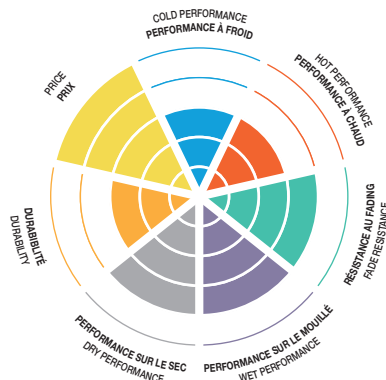 COLD PERFORMANCE
PERFORMANCE À FROID
HOT PERFORMANCE
PERFORMANCE À CHAUD
RÉSISTANCE AU FADING
FADE RESISTANCE
PERFORMANCE SUR LE MOUILLÉ
WET PERFORMANCE
PERFORMANCE SUR LE SEC
DRY PERFORMANCE
DURABIBLITÉ
DURABILITY
PRICE
PRIX